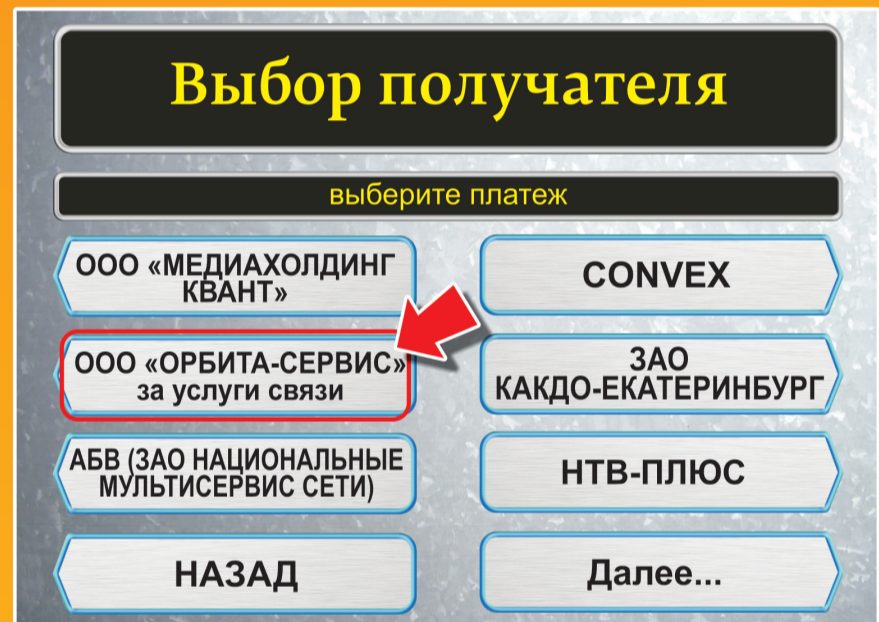 Выбор получателя
выберите платеж
ООО «МЕДИАХОЛДИНГ
КВАНТ»
CONVEX
ООО «ОРБИТА-СЕРВИС»
за услуги связи
ЗАО
КАКДО-ЕКАТЕРИНБУРГ
АБВ (ЗАО НАЦИОНАЛЬНЫЕ
МУЛЬТИСЕРВИС СЕТИ)
НТВ-ПЛЮС
НАЗАД
Далее...